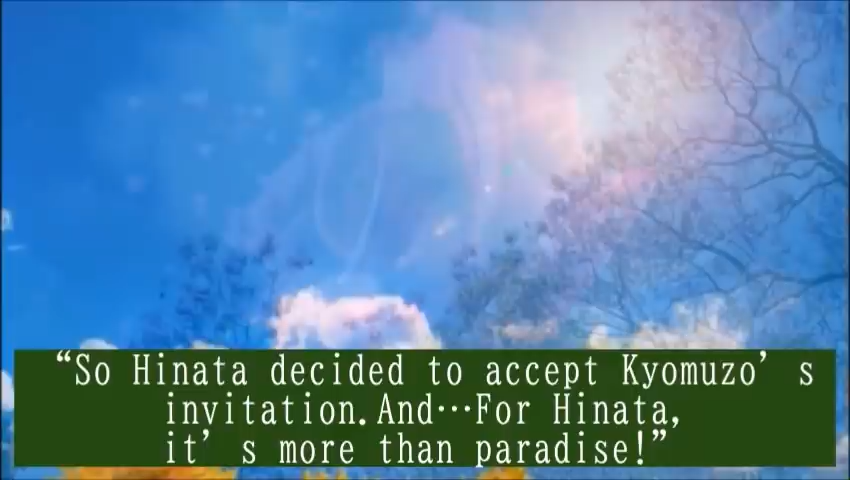 “So Hinata decided to accept Kyomuzo’s
invitation.And…For Hinata,
it’s more than paradise!”